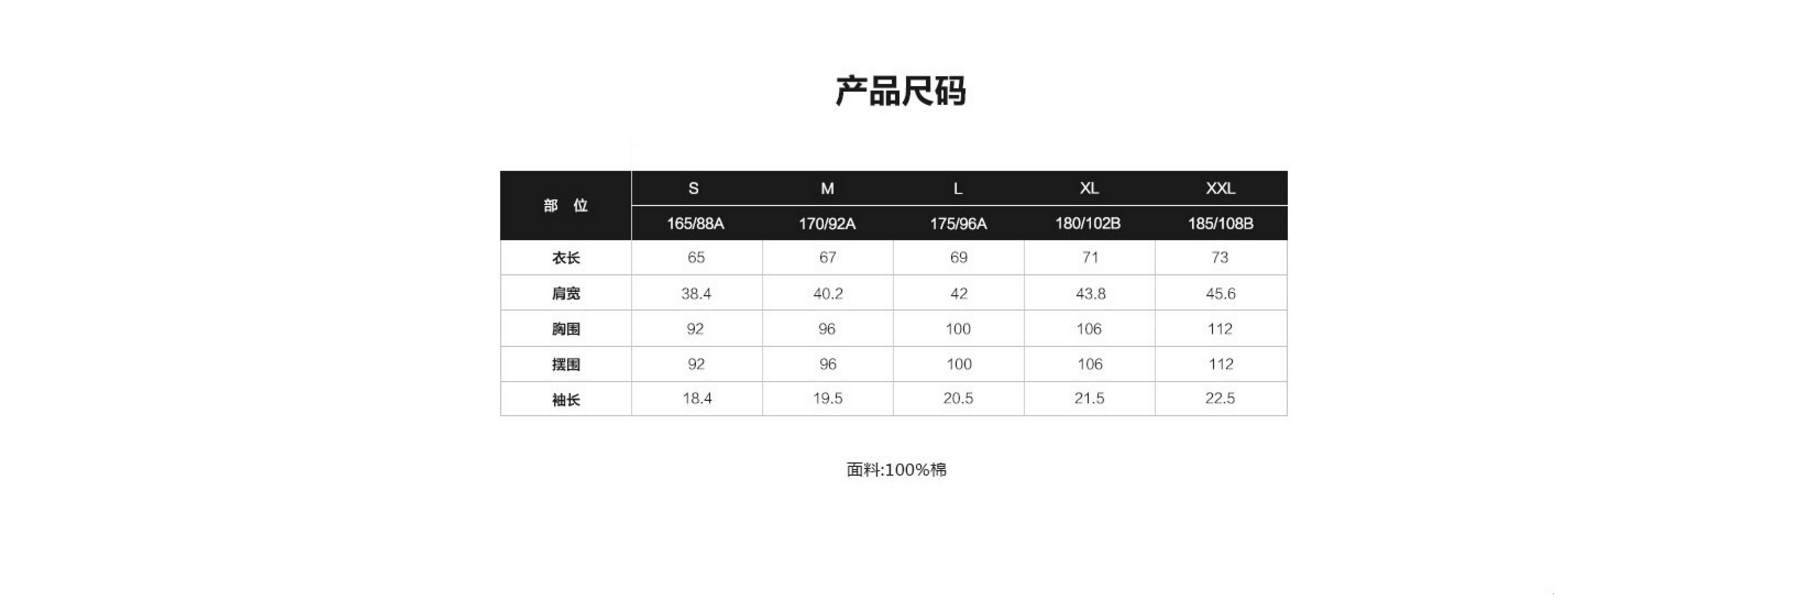 产品尺码
部 位 S M L XL XXL
165/88A 170/92A 175/96A 180/102B 185/108B
衣长 65 67 69 71 73
肩宽 38.4 40.2 42 43.8 45.6
胸围 92 96 100 106 112
摆围 92 96 100 106 112
袖长 18.4 19.5 20.5 21.5 22.5
面料:100%棉